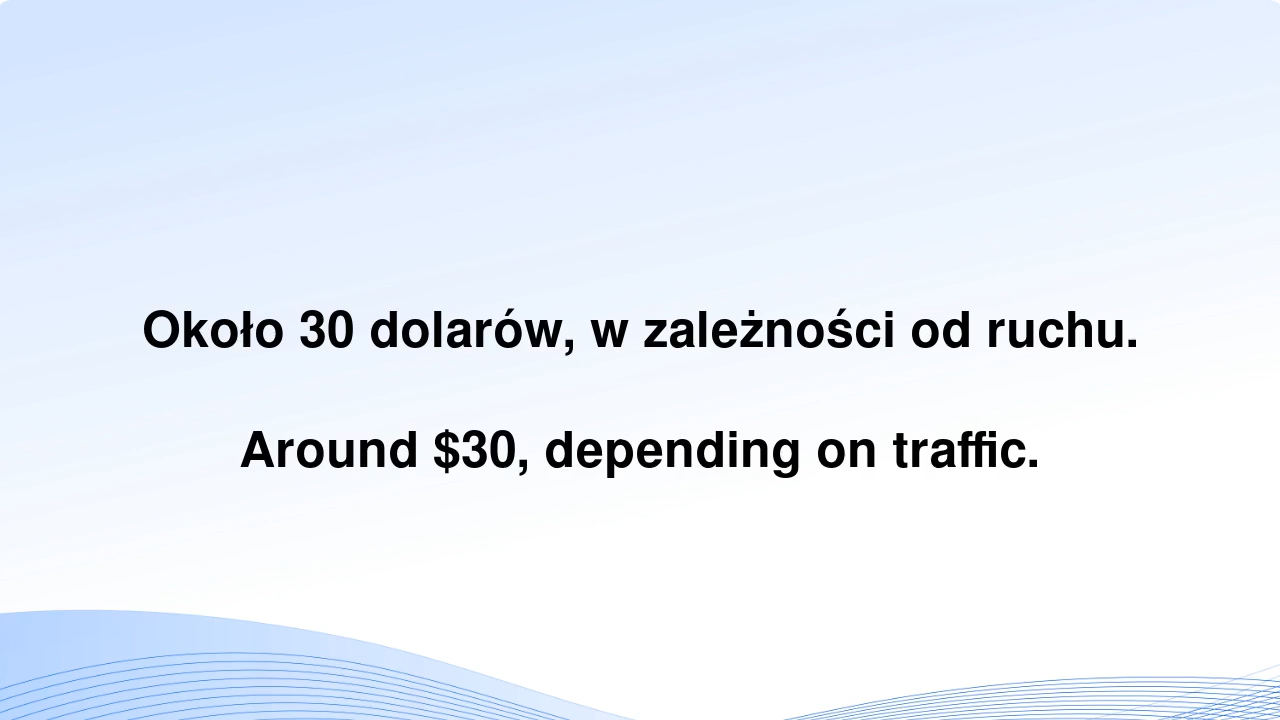 Około 30 dolarów, w zależności od ruchu.
Around $30, depending on traffic.